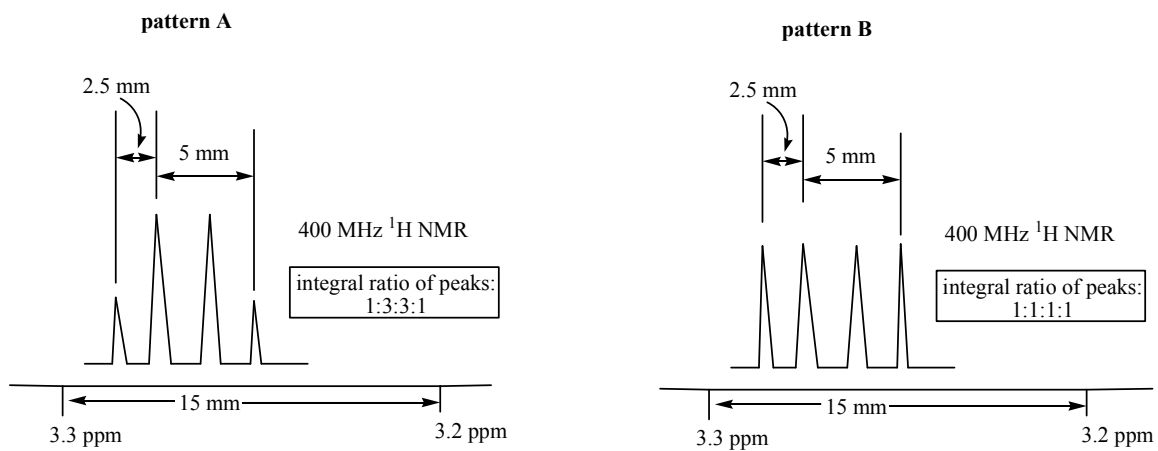 pattern A
2.5 mm
5 mm
400 MHz ¹H NMR
integral ratio of peaks:
1:3:3:1
15 mm
3.3 ppm
3.2 ppm
pattern B
2.5 mm
5 mm
400 MHz ¹H NMR
integral ratio of peaks:
1:1:1:1
15 mm
3.3 ppm
3.2 ppm